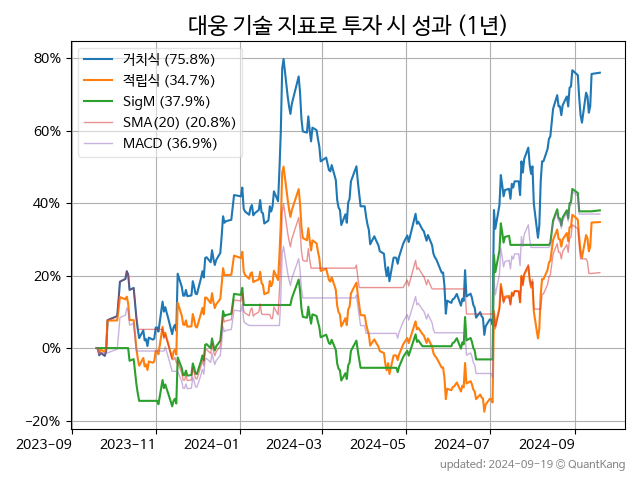 대웅 기술 지표로 투자 시 성과 (1년)
거치식 (75.8%)
적립식 (34.7%)
SigM (37.9%)
SMA(20) (20.8%)
MACD (36.9%)
80%
60%
40%
20%
0%
−20%
2023-09
2023-11
2024-01
2024-03
2024-05
2024-07
2024-09
updated: 2024-09-19 © QuantKang